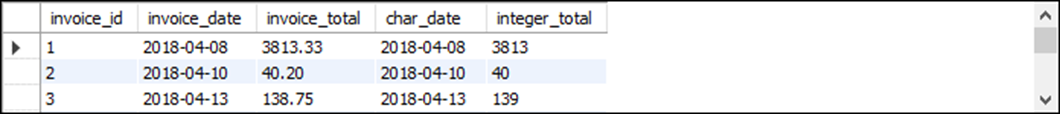 invoice_id invoice_date invoice_total char_date integer_total
1 2018-04-08 3813.33 2018-04-08 3813
2 2018-04-10 40.20 2018-04-10 40
3 2018-04-13 138.75 2018-04-13 139